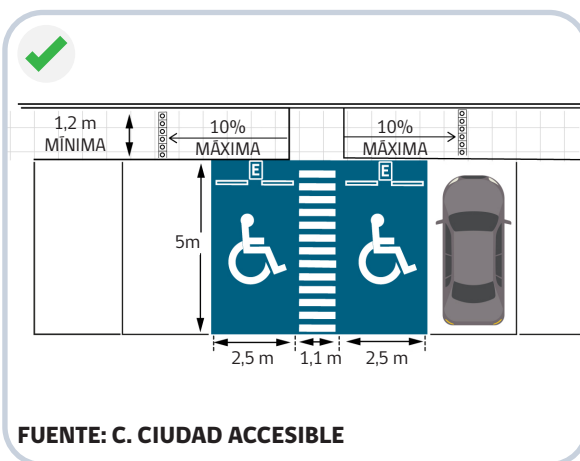 1,2 m
MÍNIMA
10%
MÁXIMA
10%
MÁXIMA
E
E
5m
2,5 m
1,1 m
2,5 m
FUENTE: C. CIUDAD ACCESIBLE